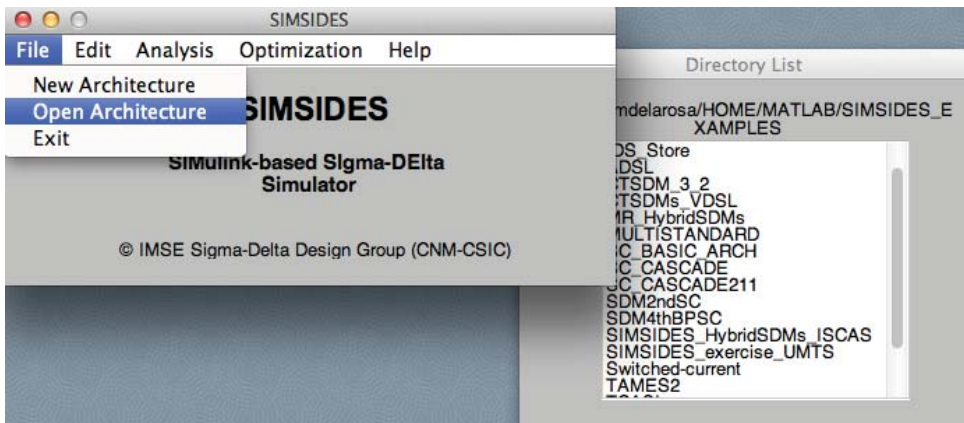 SIMSIDES
File Edit Analysis Optimization Help
New Architecture
Open Architecture
Exit
SIMSIDES
SIMulink-based SIgma-DElta
Simulator
© IMSE Sigma-Delta Design Group (CNM-CSIC)
Directory List
mdelarosa/HOME/MATLAB/SIMSIDES_E
XAMPLES
DS_Store
ADSL
CTSDM_3_2
CTSDMs_VDSL
MR_HybridSDMs
MULTISTANDARD
SC_BASIC_ARCH
SC_CASCADE
SC_CASCADE211
SDM2ndSC
SDM4thBPSC
SIMSIDES_HybridSDMs_ISCAS
SIMSIDES_exercise_UMTS
Switched-current
TAMES2